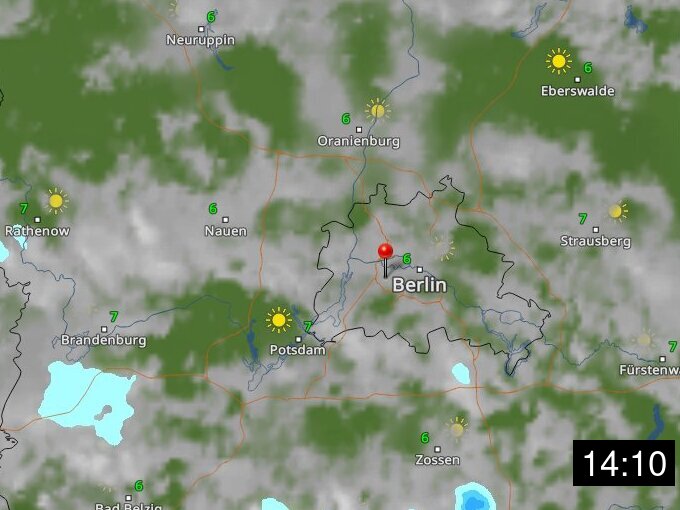 6
Neuruppin
6
Eberswalde
6
Oranienburg
7
Rathenow
6
Nauen
7
Strausberg
6
Berlin
7
Brandenburg
7
Potsdam
7
Fürstenwa
6
Zossen
14:10
6
Bad Belzig